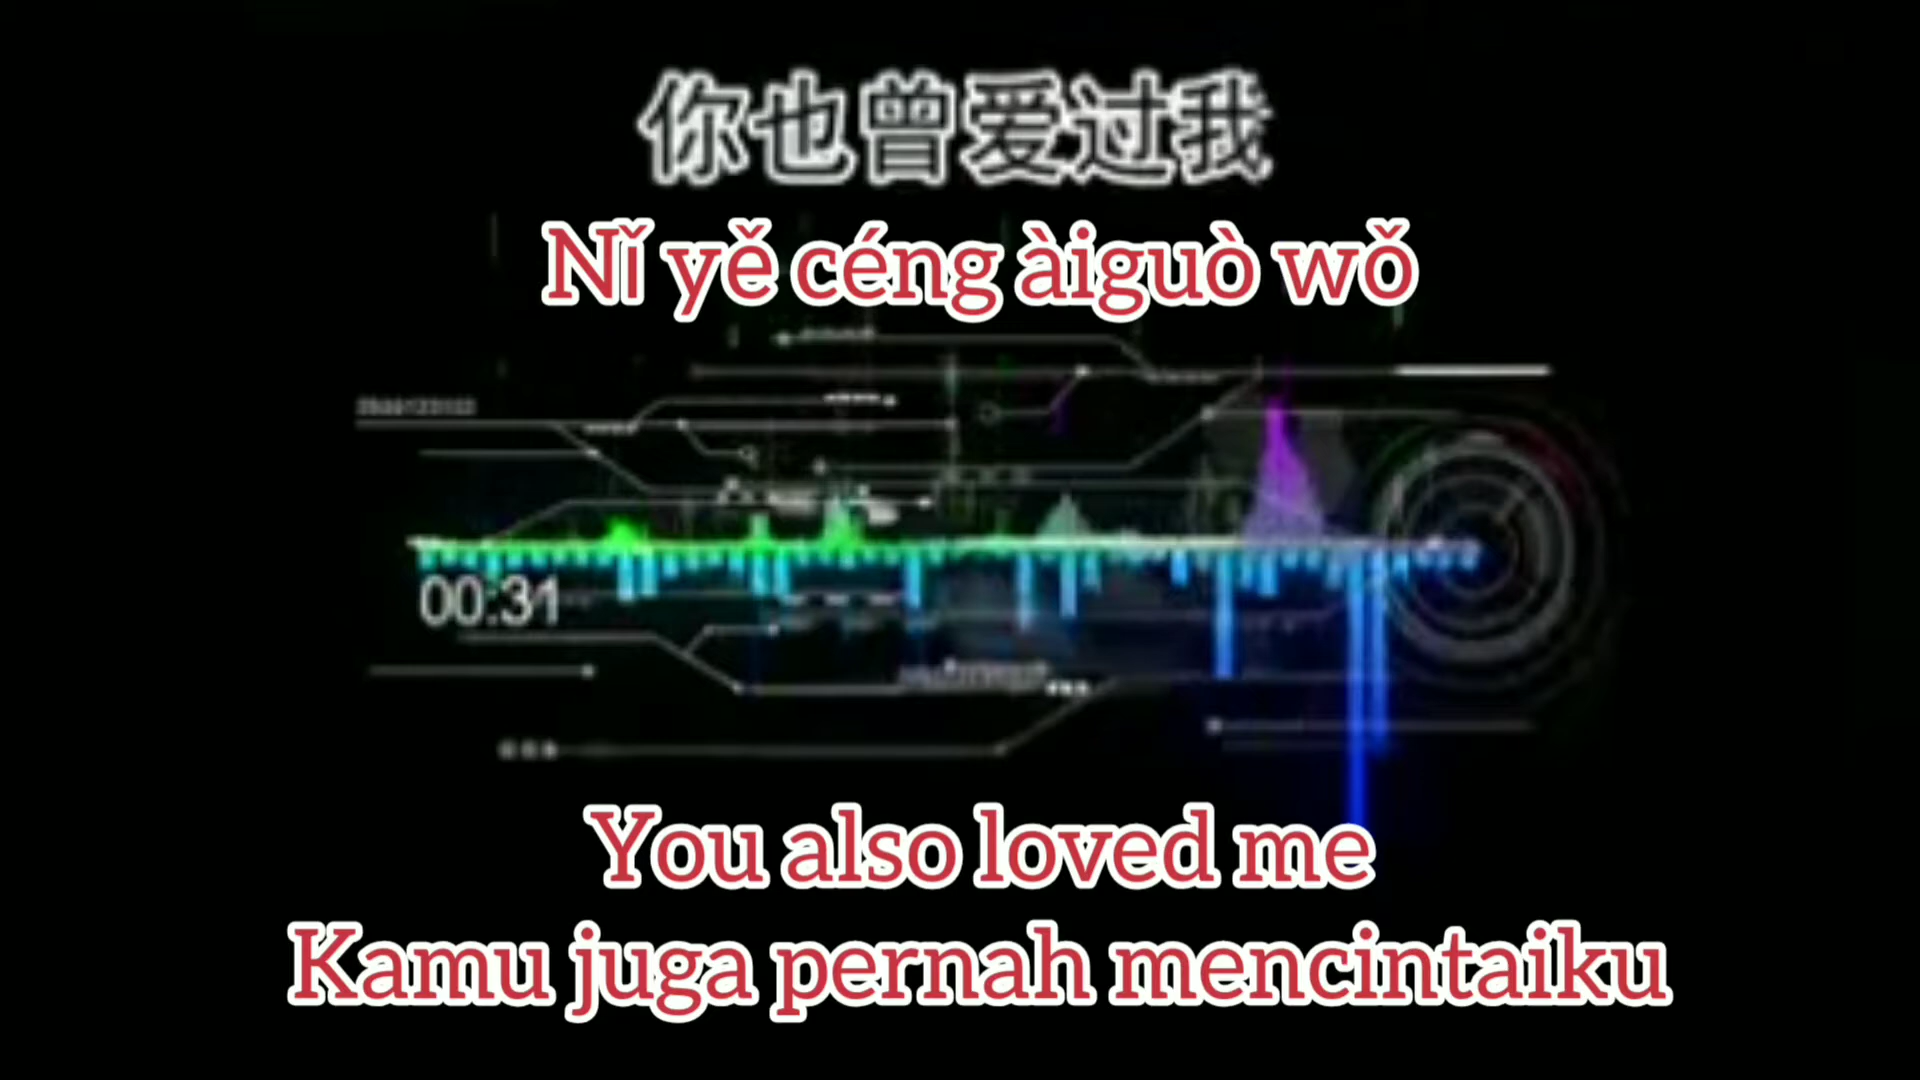 你也曾爱过我
Nǐ yě céng àiguò wǒ
00:31
You also loved me
Kamu juga pernah mencintaiku